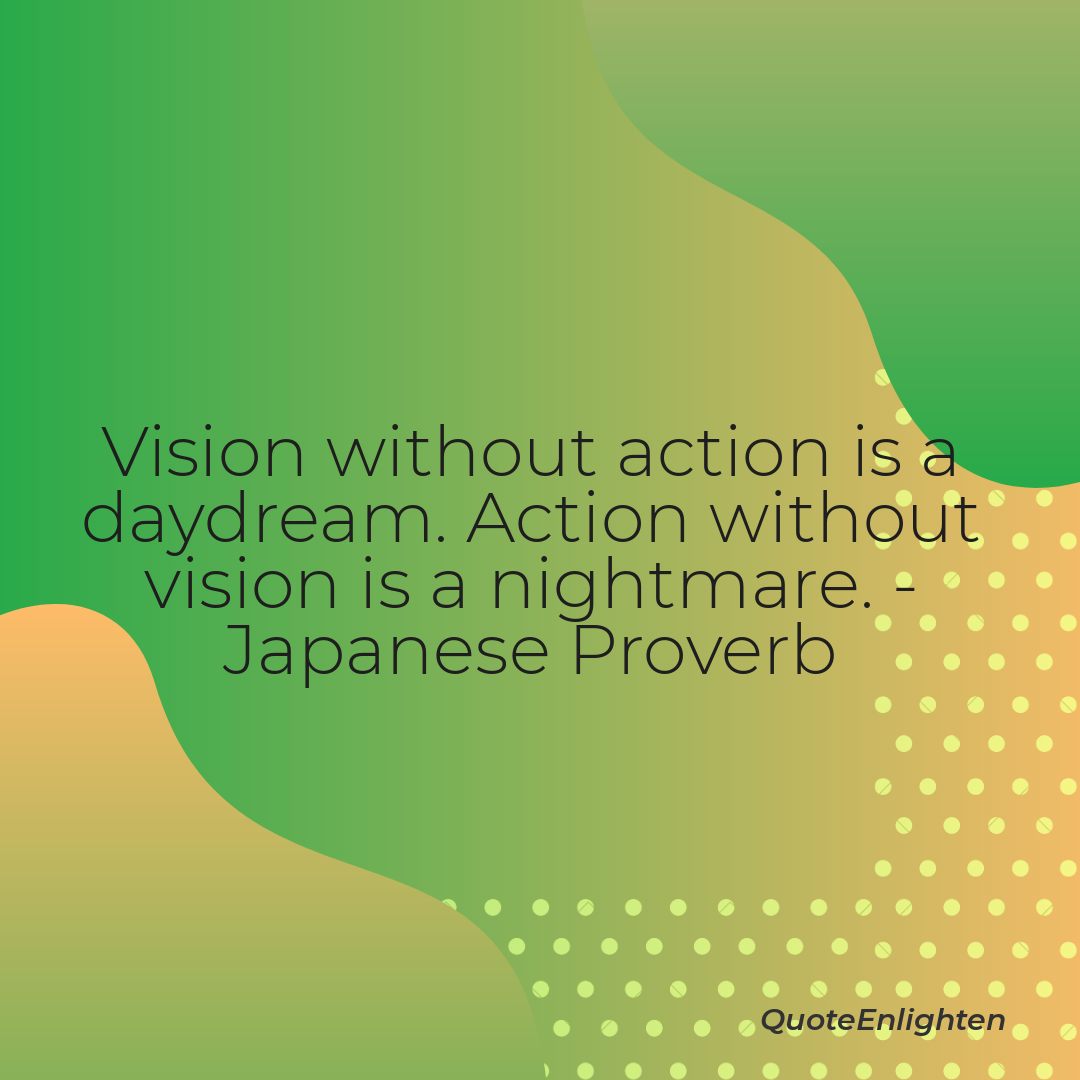 Vision without action is a
daydream. Action without
vision is a nightmare. -
Japanese Proverb
QuoteEnlighten